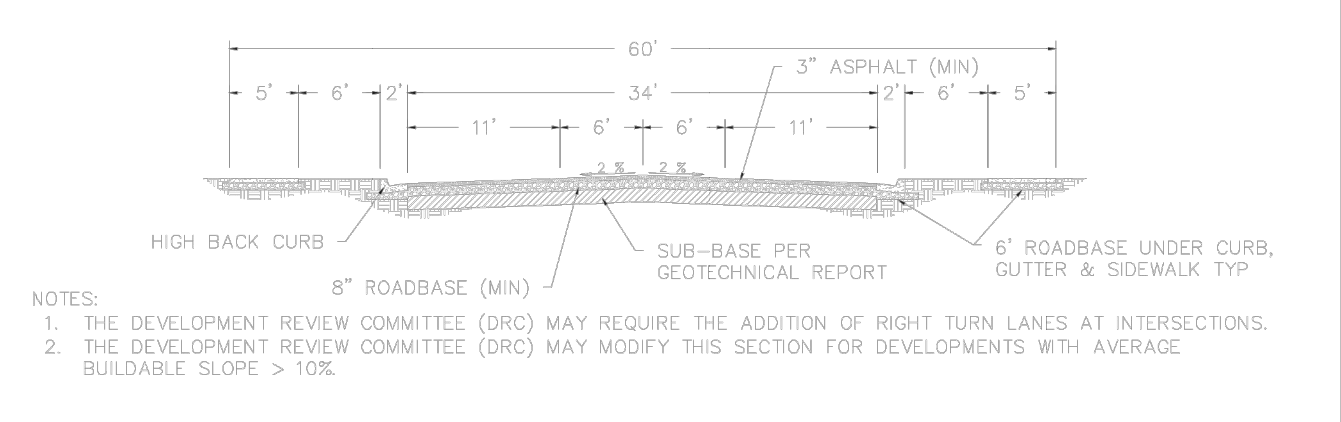 60'
3" ASPHALT (MIN)
5' 6' 2' 34' 2' 6' 5'
11' 6' 6' 11'
2 % 2 %
HIGH BACK CURB
SUB-BASE PER
GEOTECHNICAL REPORT
6' ROADBASE UNDER CURB,
GUTTER & SIDEWALK TYP
8" ROADBASE (MIN)
NOTES:
1. THE DEVELOPMENT REVIEW COMMITTEE (DRC) MAY REQUIRE THE ADDITION OF RIGHT TURN LANES AT INTERSECTIONS.
2. THE DEVELOPMENT REVIEW COMMITTEE (DRC) MAY MODIFY THIS SECTION FOR DEVELOPMENTS WITH AVERAGE
BUILDABLE SLOPE > 10%.